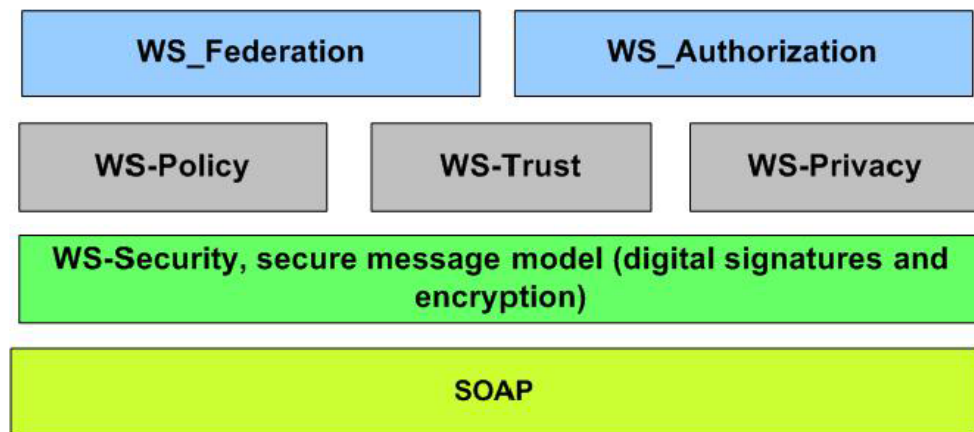 WS_Federation
WS_Authorization
WS-Policy
WS-Trust
WS-Privacy
WS-Security, secure message model (digital signatures and
encryption)
SOAP